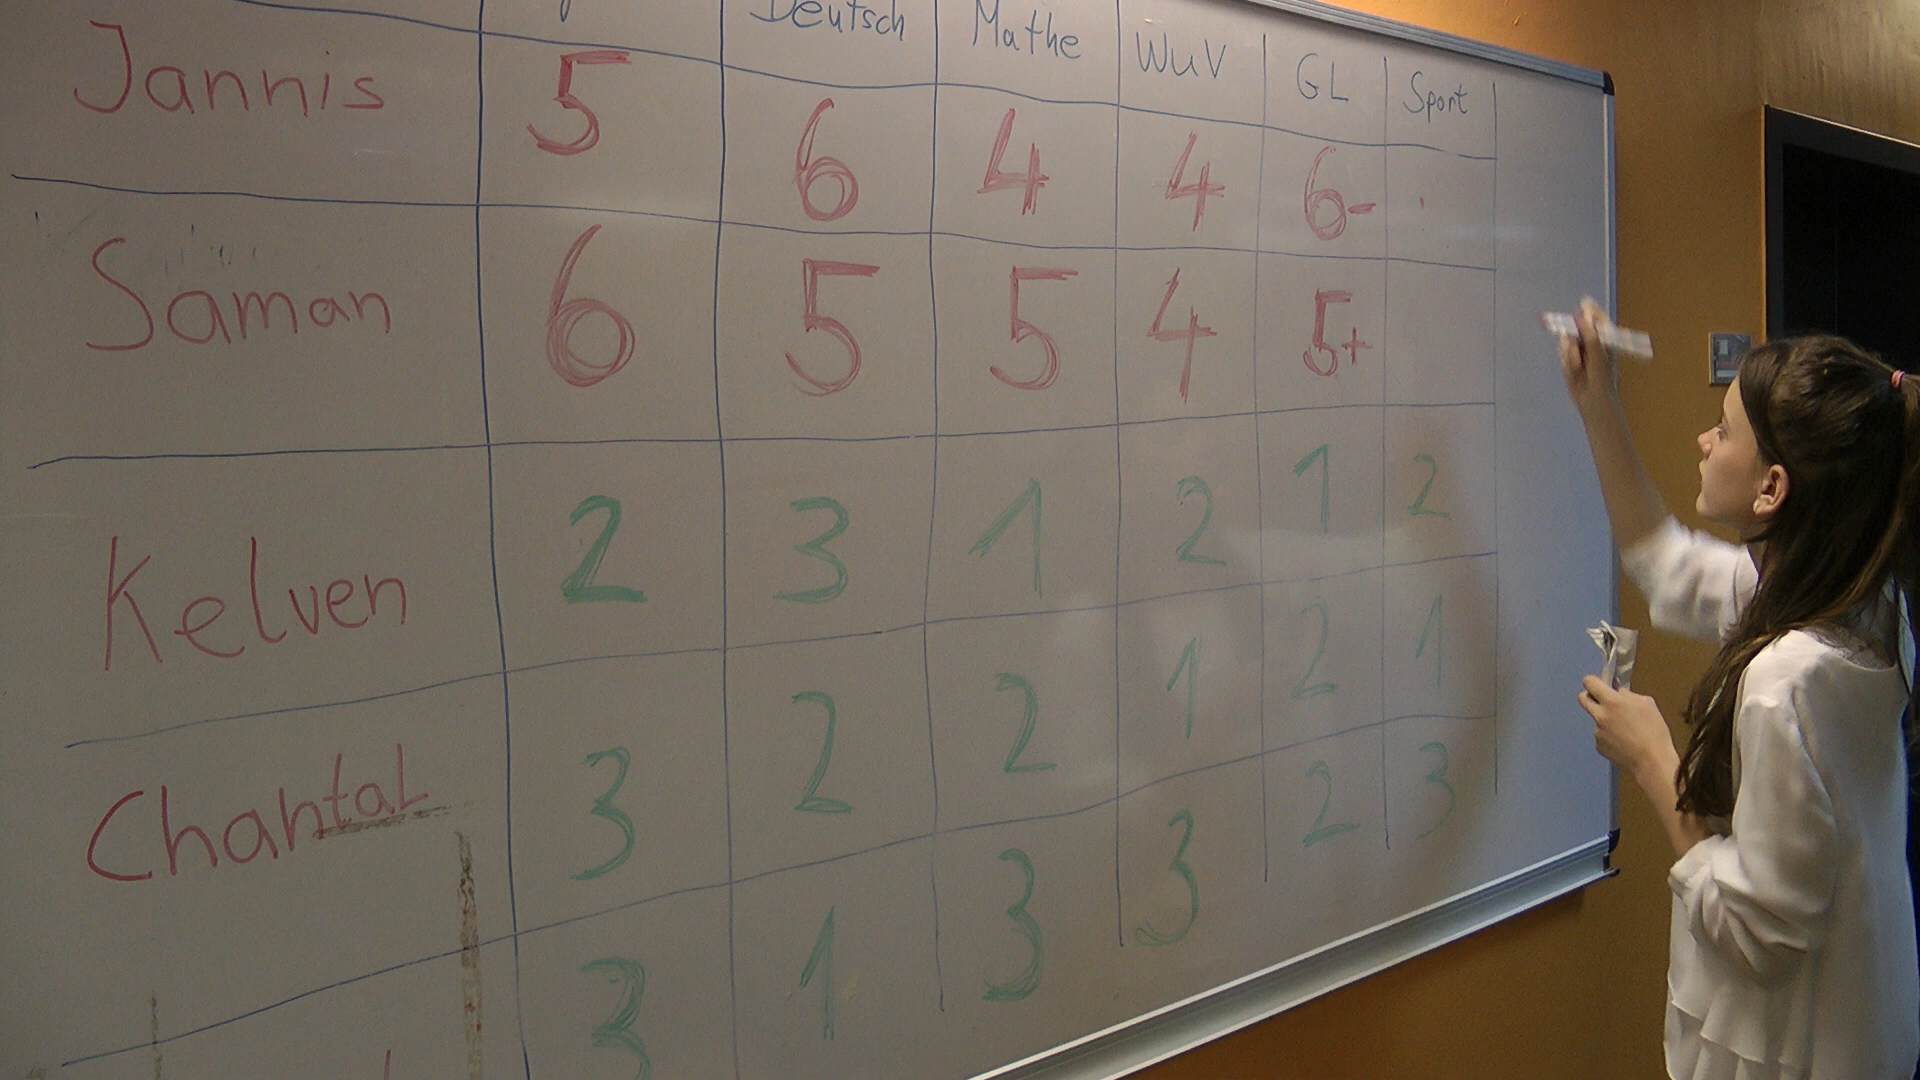 Deutsch Mathe WuV GL Sport
Jannis 5 6 4 4 6-
Saman 6 5 5 4 5+
Kelven 2 3 1 2 1 2
Chantal 3 2 2 1 2 1
3 1 3 3 2 3